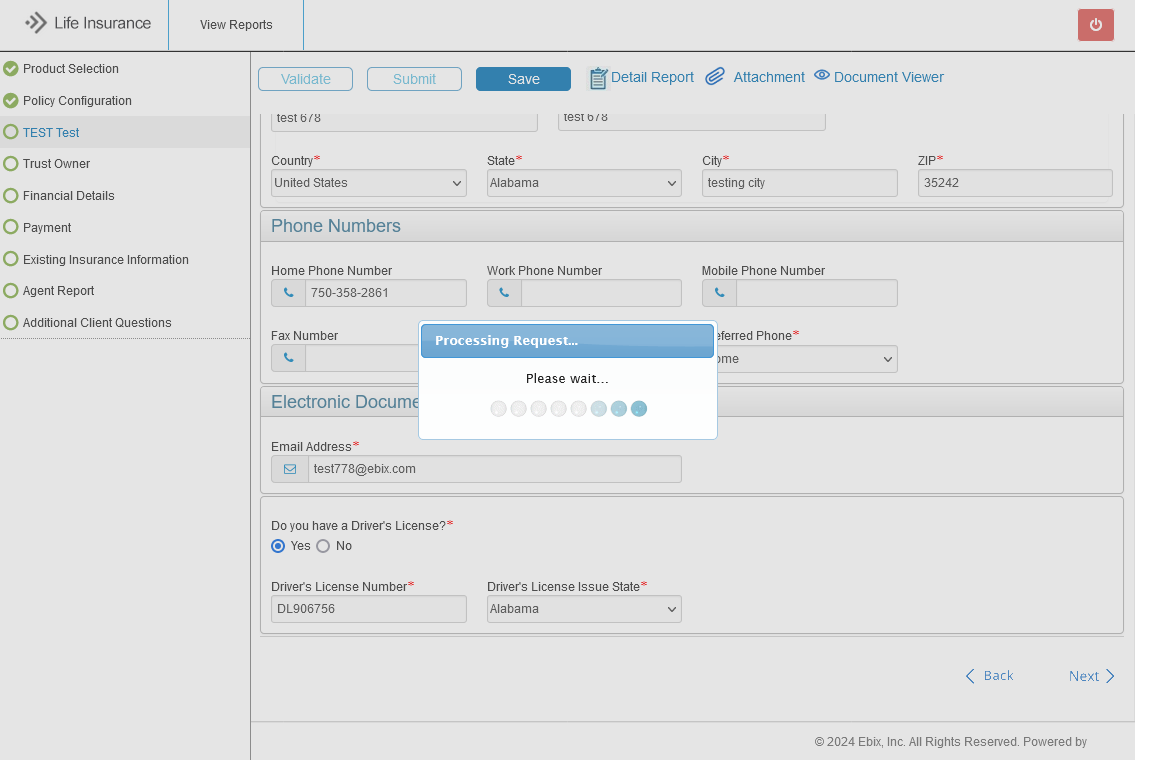 Life Insurance
View Reports
Product Selection
Policy Configuration
TEST Test
Trust Owner
Financial Details
Payment
Existing Insurance Information
Agent Report
Additional Client Questions
Validate Submit Save Detail Report Attachment Document Viewer
test 678 test 678
Country* State* City* ZIP*
United States Alabama testing city 35242
Phone Numbers
Home Phone Number Work Phone Number Mobile Phone Number
750-358-2861
Fax Number eferred Phone*
ome
Processing Request...
Please wait...
Electronic Docume
Email Address*
test778@ebix.com
Do you have a Driver's License?*
Yes No
Driver's License Number* Driver's License Issue State*
DL906756 Alabama
Back Next
© 2024 Ebix, Inc. All Rights Reserved. Powered by